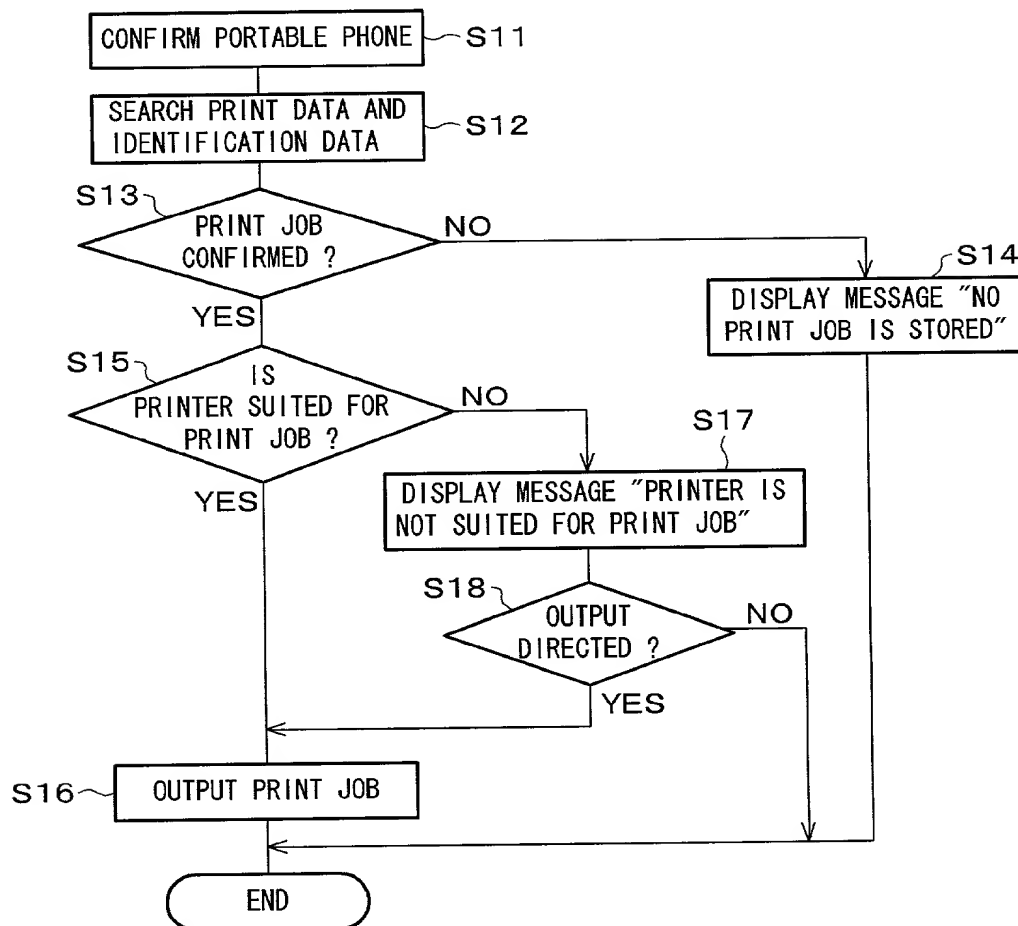 CONFIRM PORTABLE PHONE
S11
SEARCH PRINT DATA AND
IDENTIFICATION DATA
S12
S13
PRINT JOB
CONFIRMED ?
NO
YES
S14
DISPLAY MESSAGE "NO
PRINT JOB IS STORED"
S15
IS
PRINTER SUITED FOR
PRINT JOB ?
NO
YES
S17
DISPLAY MESSAGE "PRINTER IS
NOT SUITED FOR PRINT JOB"
S18
OUTPUT
DIRECTED ?
NO
YES
S16
OUTPUT PRINT JOB
END